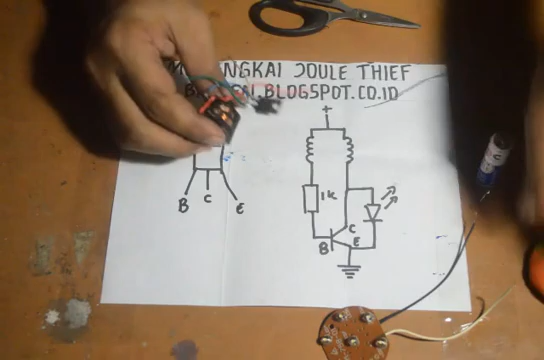 NGKAI JOULE THIEF
.BLOGSPOT.CO.ID
+
1K
B C E
C
B E